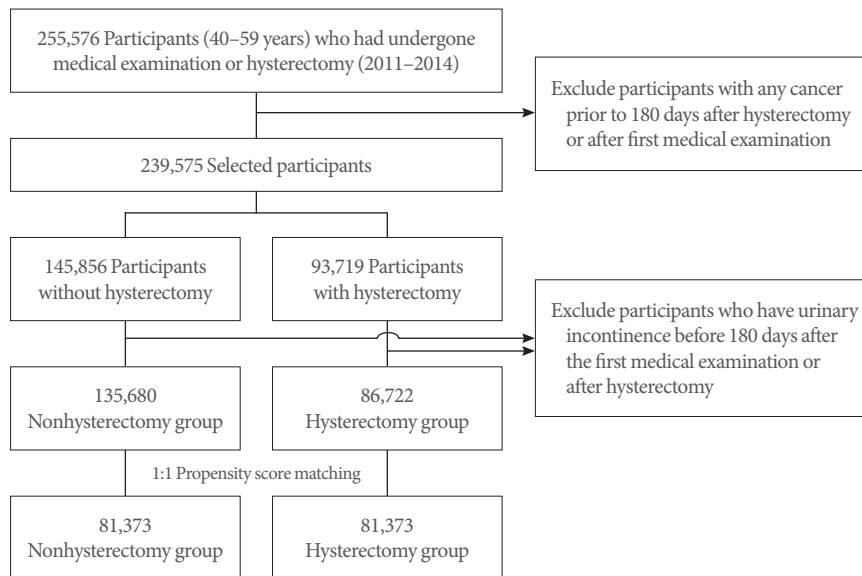 255,576 Participants (40–59 years) who had undergone
medical examination or hysterectomy (2011–2014)
Exclude participants with any cancer
prior to 180 days after hysterectomy
or after first medical examination
239,575 Selected participants
145,856 Participants
without hysterectomy
93,719 Participants
with hysterectomy
Exclude participants who have urinary
incontinence before 180 days after
the first medical examination or
after hysterectomy
135,680
Nonhysterectomy group
86,722
Hysterectomy group
1:1 Propensity score matching
81,373
Nonhysterectomy group
81,373
Hysterectomy group